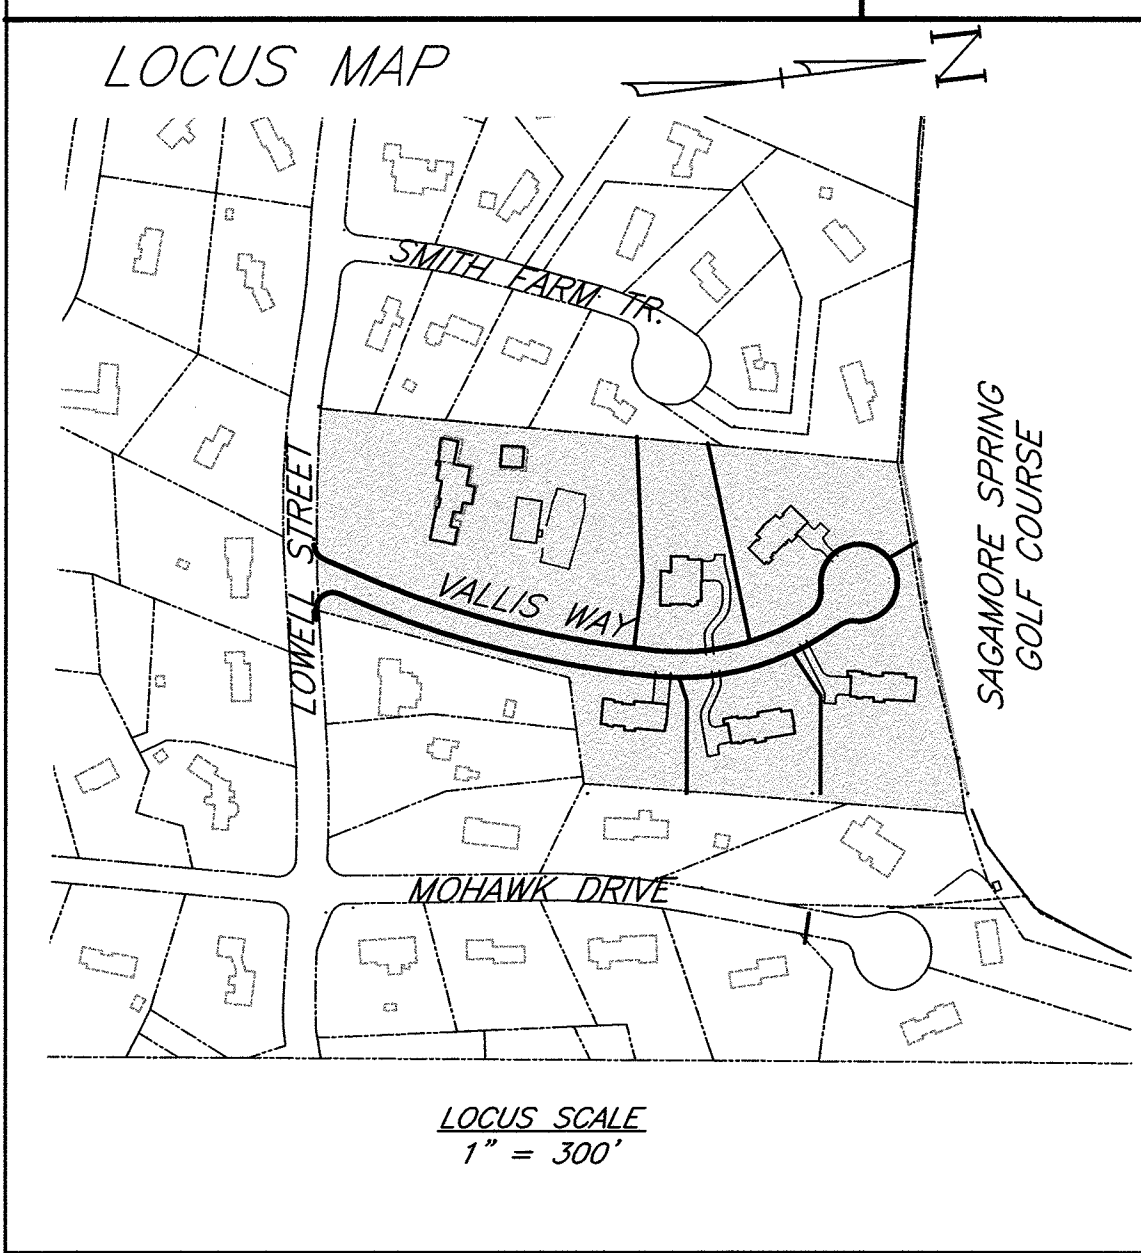 LOCUS MAP
N
SMITH FARM TR.
LOWELL STREET
VALLIS WAY
SAGAMORE SPRING
GOLF COURSE
MOHAWK DRIVE
LOCUS SCALE
1" = 300'